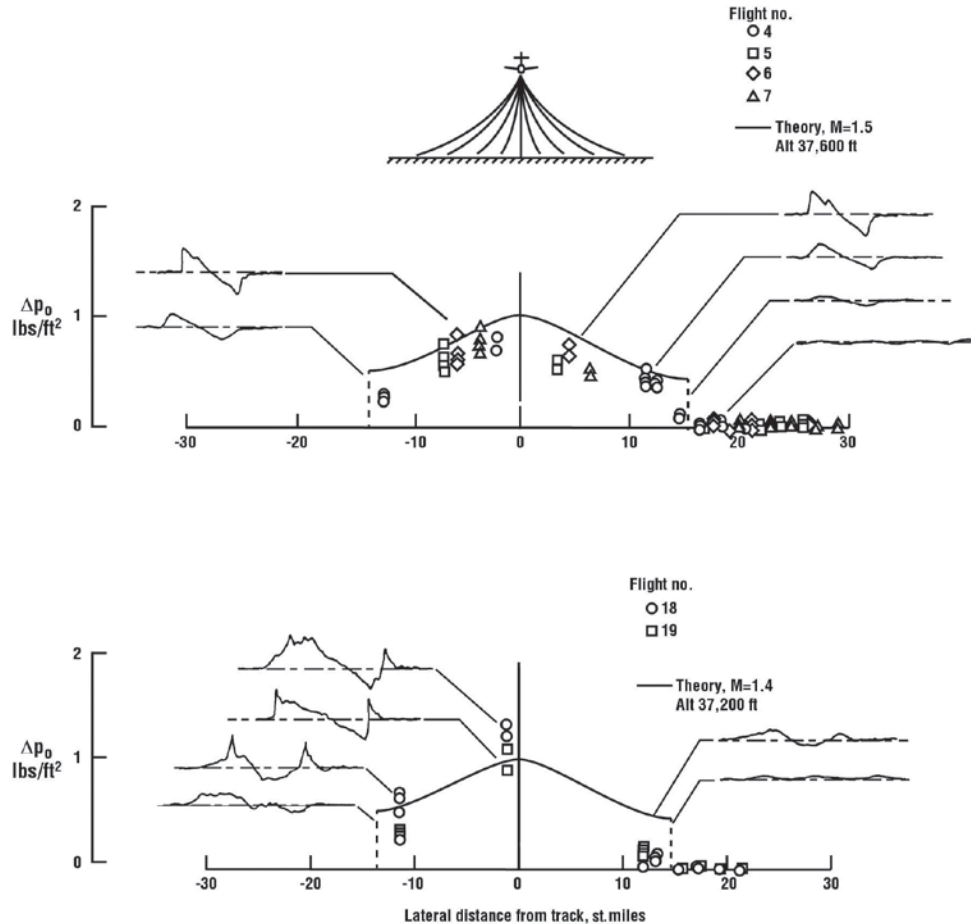 Flight no.
4
5
6
7
Theory, M=1.5
Alt 37,600 ft
2
1
0
Δpₒ
lbs/ft²
-30
-20
-10
0
10
20
30
Flight no.
18
19
Theory, M=1.4
Alt 37,200 ft
2
1
0
Δpₒ
lbs/ft²
-30
-20
-10
0
10
20
30
Lateral distance from track, st. miles